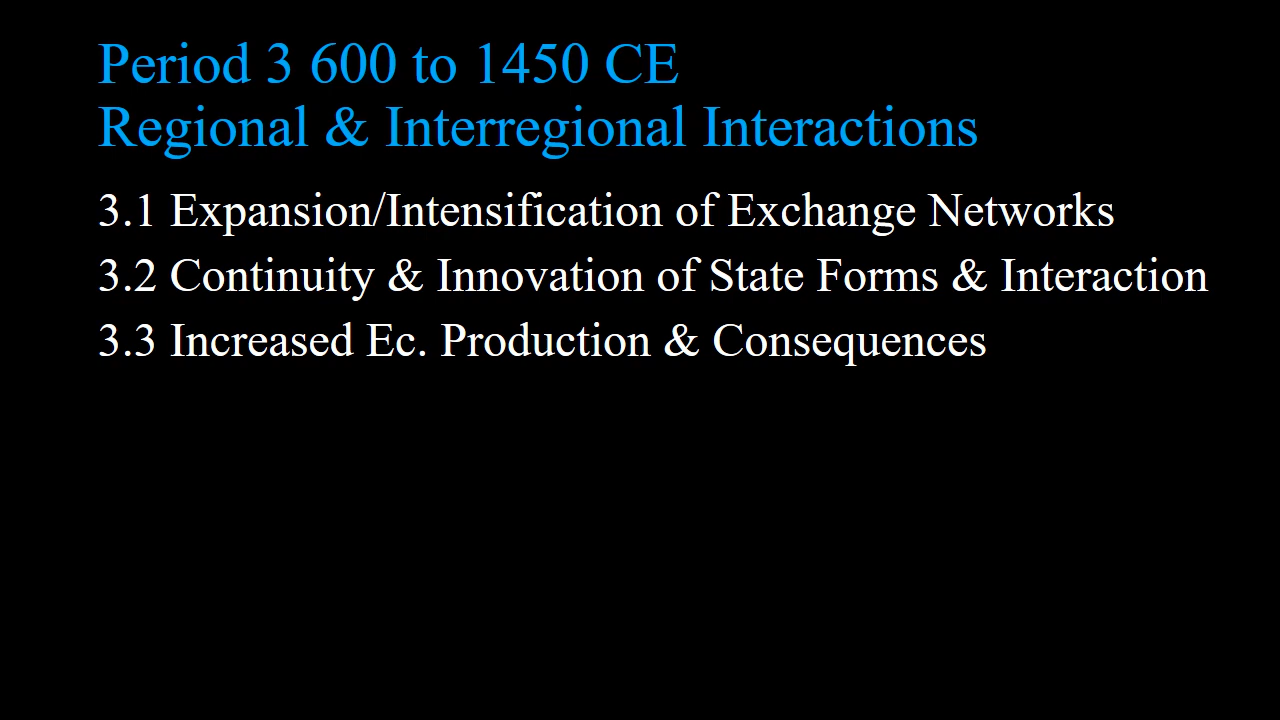 Period 3 600 to 1450 CE
Regional & Interregional Interactions
3.1 Expansion/Intensification of Exchange Networks
3.2 Continuity & Innovation of State Forms & Interaction
3.3 Increased Ec. Production & Consequences